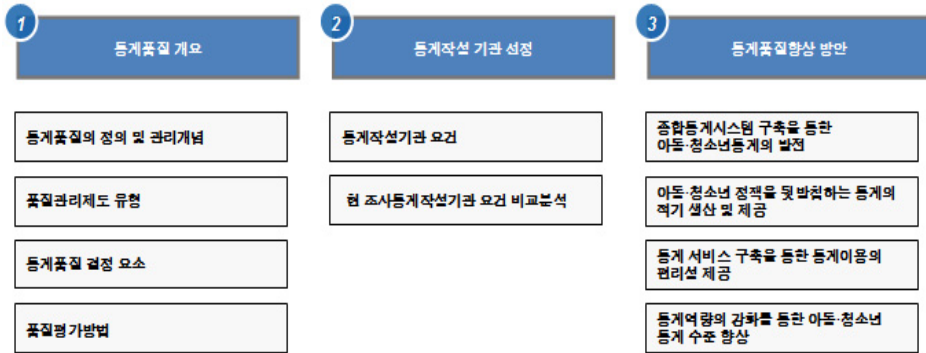 1
통계품질 개요
통계품질의 정의 및 관리개념
품질관리제도 유형
통계품질 결정 요소
품질평가방법
2
통계작성 기관 선정
통계작성기관 요건
현 조사통계작성기관 요건 비교분석
3
통계품질향상 방안
종합통계시스템 구축을 통한
아동·청소년통계의 발전
아동·청소년 정책을 뒷받침하는 통계의
적기 생산 및 제공
통계 서비스 구축을 통한 통계이용의
편리성 제공
통계역량의 강화를 통한 아동·청소년
통계 수준 향상